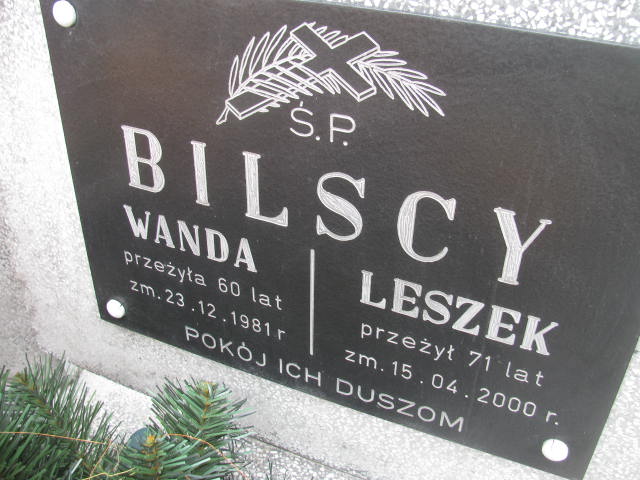 Ś.P.
BILSCY
WANDA
przeżyła 60 lat
zm. 23.12.1981 r
LESZEK
przeżył 71 lat
zm. 15.04.2000 r.
POKÓJ ICH DUSZOM